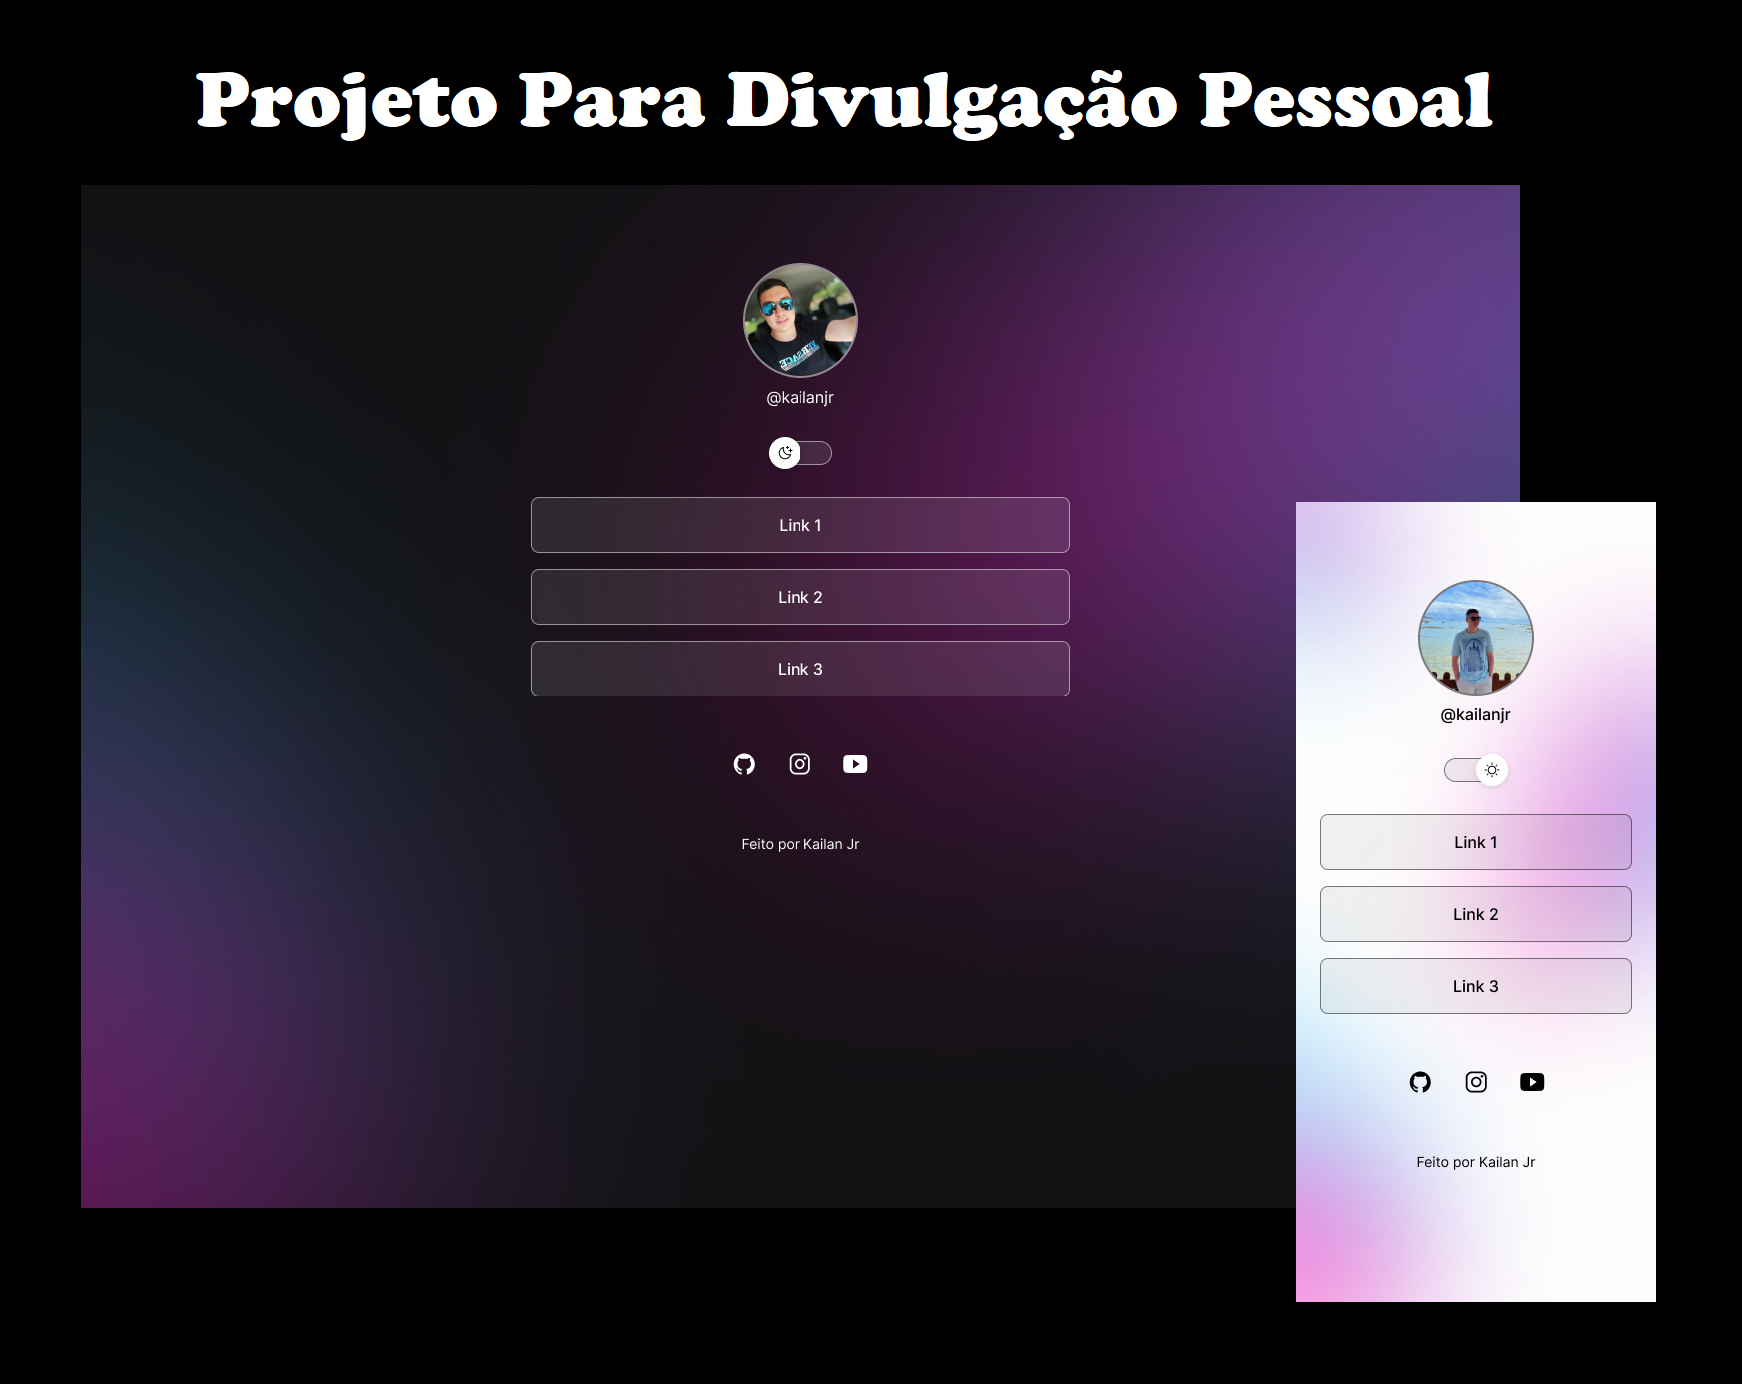 Projeto Para Divulgação Pessoal
@kailanjr
Link 1
Link 2
Link 3
Feito por Kailan Jr
@kailanjr
Link 1
Link 2
Link 3
Feito por Kailan Jr